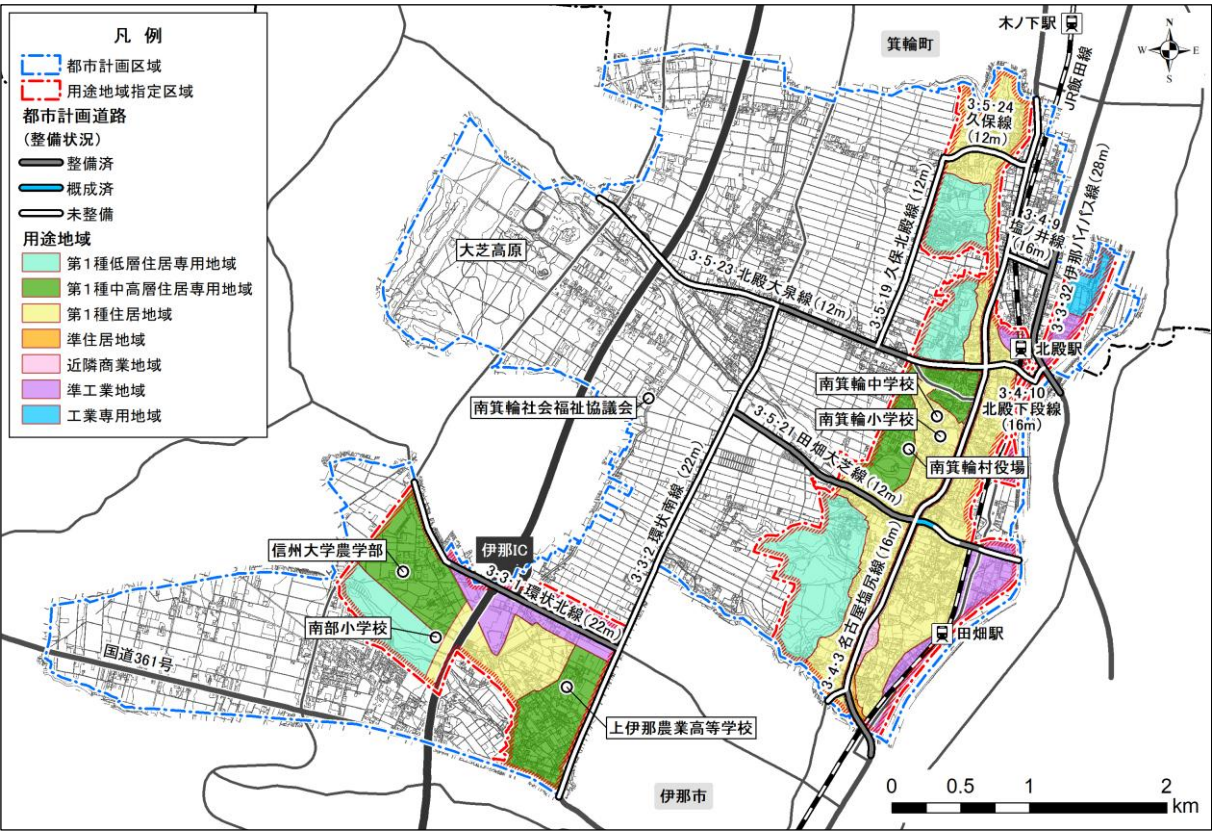 凡例
都市計画区域
用途地域指定区域
都市計画道路
(整備状況)
整備済
概成済
未整備
用途地域
第1種低層住居専用地域
第1種中高層住居専用地域
第1種住居地域
準住居地域
近隣商業地域
準工業地域
工業専用地域
木ノ下駅
N
W
E
S
箕輪町
JR飯田線
3・5・24
久保線
(12m)
3・4・9
塩ノ井線
(16m)
3・3・32伊那バイパス線(28m)
3・5・19 久保北殿線(12m)
大芝高原
3・5・23 北殿大泉線(12m)
北殿駅
3・4・10
北殿下段線
(16m)
南箕輪中学校
南箕輪小学校
南箕輪村役場
南箕輪社会福祉協議会
3・5・21 田畑大芝線(12m)
3・3・2 環状南線(22m)
信州大学農学部
伊那IC
3・3・1 環状北線(22m)
南部小学校
国道361号
3・4・3 名古屋塩尻線(16m)
田畑駅
上伊那農業高等学校
伊那市
0
0.5
1
2
km